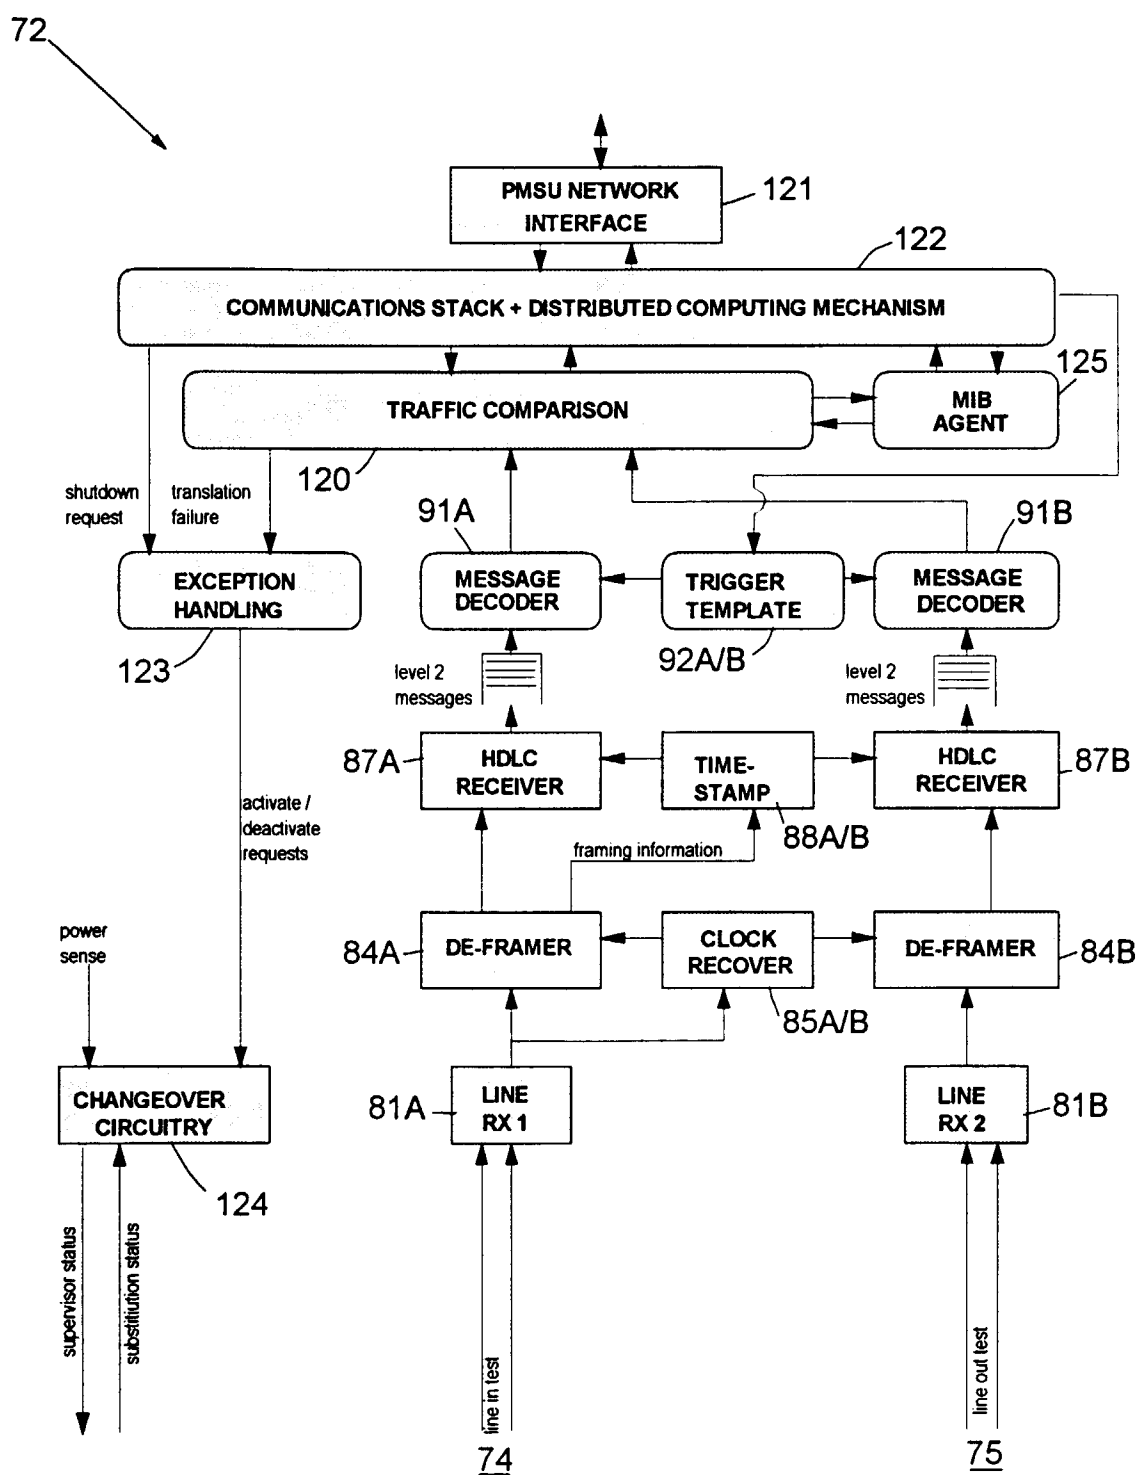 72
PMSU NETWORK
INTERFACE
121
122
COMMUNICATIONS STACK + DISTRIBUTED COMPUTING MECHANISM
125
TRAFFIC COMPARISON
MIB
AGENT
120
shutdown
request
translation
failure
91A
91B
EXCEPTION
HANDLING
MESSAGE
DECODER
TRIGGER
TEMPLATE
MESSAGE
DECODER
123
92A/B
level 2
messages
level 2
messages
87A
HDLC
RECEIVER
TIME-
STAMP
HDLC
RECEIVER
87B
activate /
deactivate
requests
88A/B
framing information
power
sense
84A
DE-FRAMER
CLOCK
RECOVER
DE-FRAMER
84B
85A/B
CHANGEOVER
CIRCUITRY
81A
LINE
RX 1
LINE
RX 2
81B
124
supervisor status
substitiution status
line in test
line out test
74
75